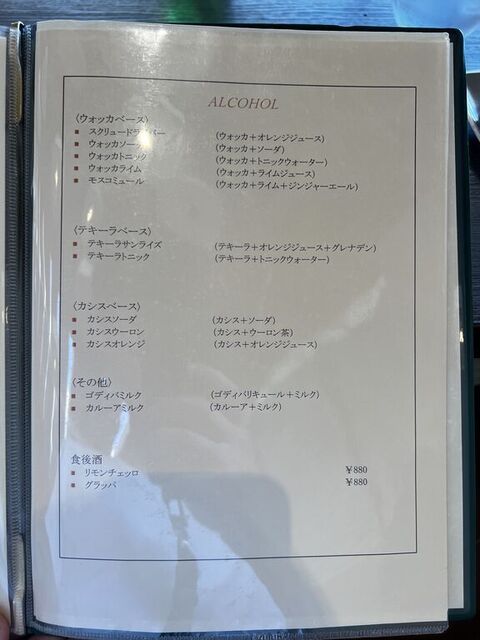 ALCOHOL
〈ウォッカベース〉
■ スクリュードライバー (ウォッカ+オレンジジュース)
■ ウォッカソーダ (ウォッカ+ソーダ)
■ ウォッカトニック (ウォッカ+トニックウォーター)
■ ウォッカライム (ウォッカ+ライムジュース)
■ モスコミュール (ウォッカ+ライム+ジンジャーエール)
〈テキーラベース〉
■ テキーラサンライズ (テキーラ+オレンジジュース+グレナデン)
■ テキーラトニック (テキーラ+トニックウォーター)
〈カシスベース〉
■ カシスソーダ (カシス+ソーダ)
■ カシスウーロン (カシス+ウーロン茶)
■ カシスオレンジ (カシス+オレンジジュース)
〈その他〉
■ ゴディバミルク (ゴディバリキュール+ミルク)
■ カルーアミルク (カルーア+ミルク)
食後酒
■ リモンチェッロ ¥880
■ グラッパ ¥880